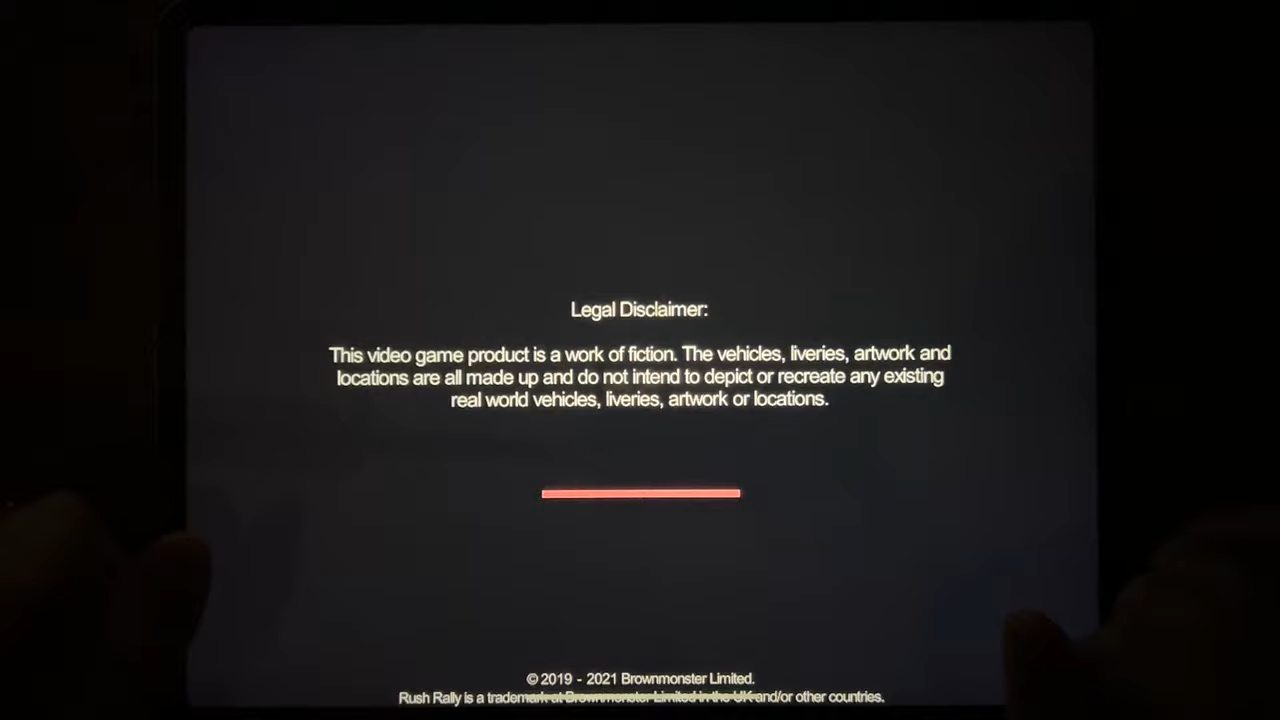 Legal Disclaimer:
This video game product is a work of fiction. The vehicles, liveries, artwork and
locations are all made up and do not intend to depict or recreate any existing
real world vehicles, liveries, artwork or locations.
© 2019 - 2021 Brownmonster Limited.
Rush Rally is a trademark at Brownmonster Limited in the UK and/or other countries.